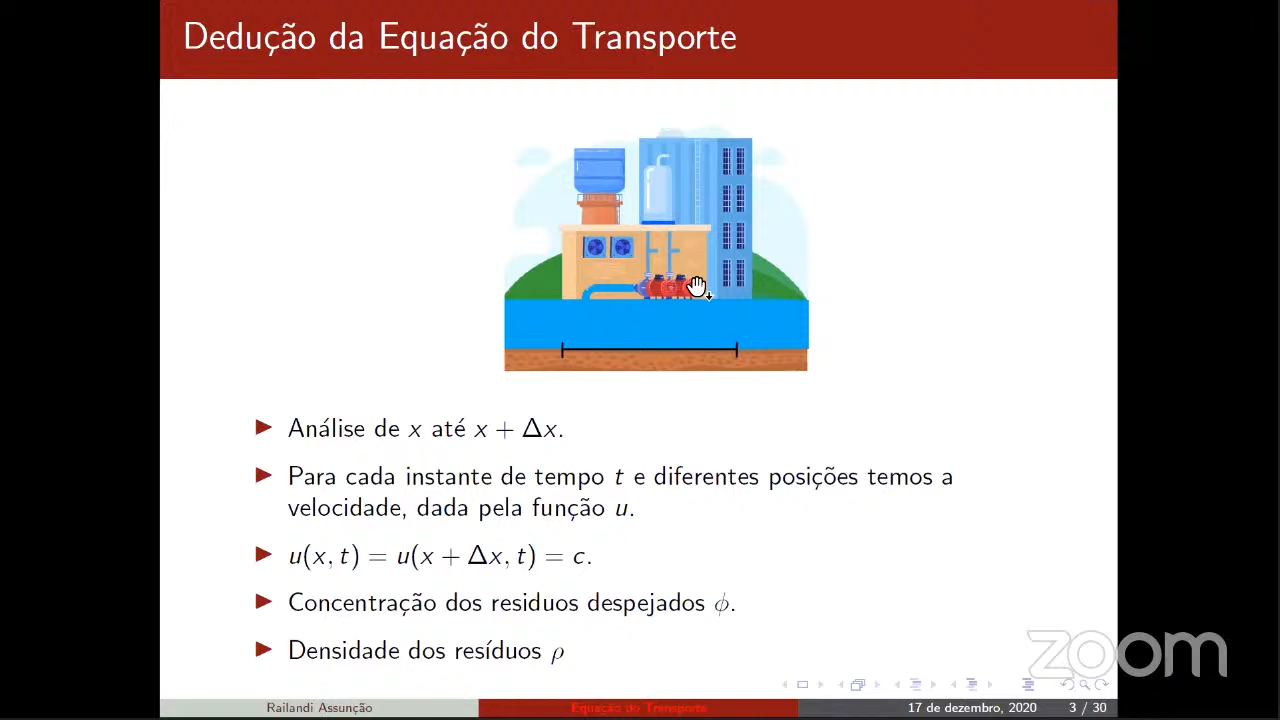 Dedução da Equação do Transporte
▶ Análise de x até x + Δx.
▶ Para cada instante de tempo t e diferentes posições temos a
velocidade, dada pela função u.
▶ u(x, t) = u(x + Δx, t) = c.
▶ Concentração dos residuos despejados ϕ.
▶ Densidade dos resíduos ρ
zoom
Railandi Assunção Equação do Transporte 17 de dezembro, 2020 3 / 30